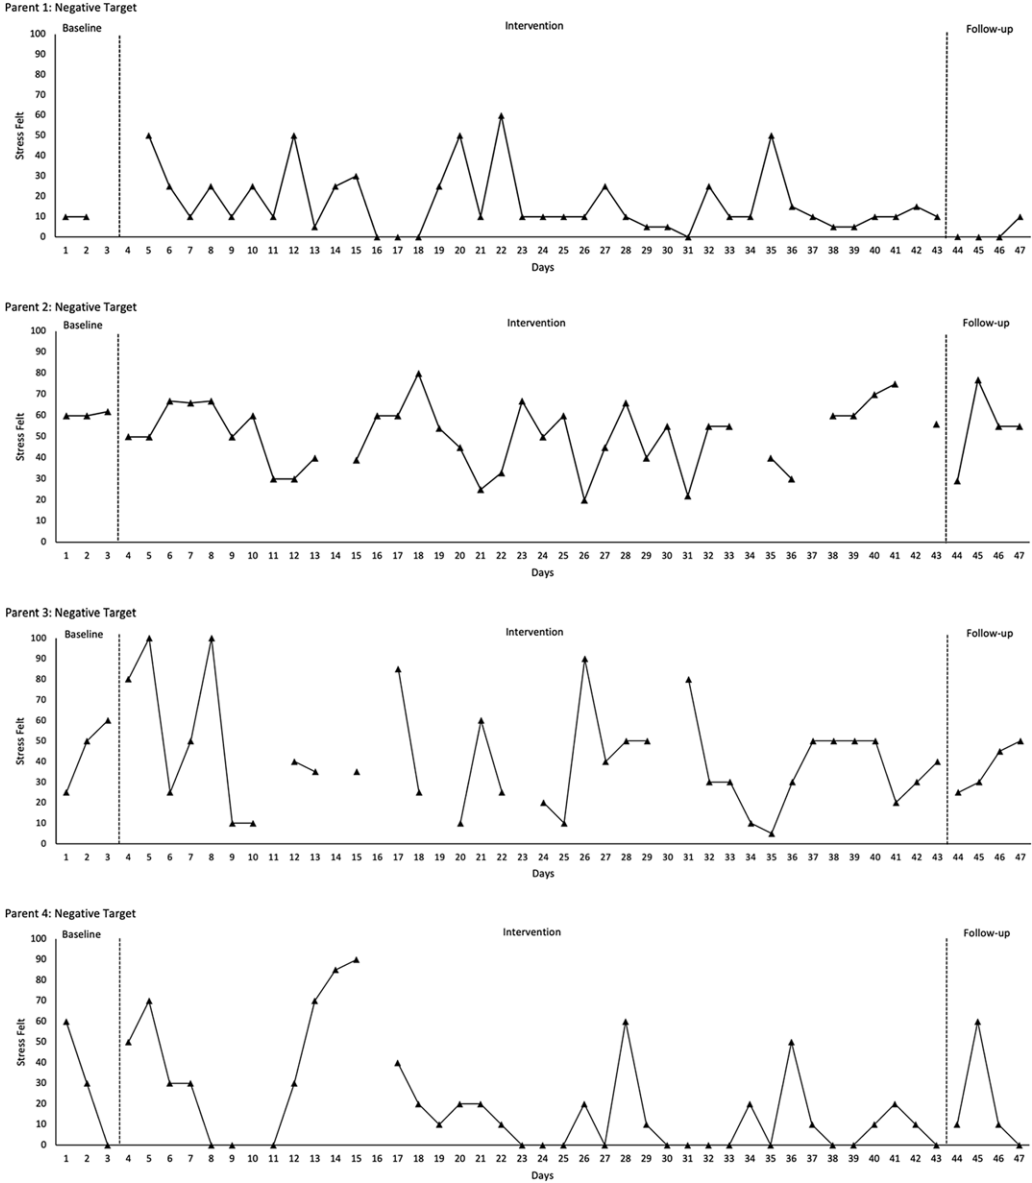 Parent 1: Negative Target
Baseline Intervention Follow-up
100
90
80
70
60
50
40
30
20
10
0
Stress Felt
1 2 3 4 5 6 7 8 9 10 11 12 13 14 15 16 17 18 19 20 21 22 23 24 25 26 27 28 29 30 31 32 33 34 35 36 37 38 39 40 41 42 43 44 45 46 47
Days
Parent 2: Negative Target
Baseline Intervention Follow-up
100
90
80
70
60
50
40
30
20
10
0
Stress Felt
1 2 3 4 5 6 7 8 9 10 11 12 13 14 15 16 17 18 19 20 21 22 23 24 25 26 27 28 29 30 31 32 33 35 36 37 38 39 40 41 42 43 44 45 46 47
Days
Parent 3: Negative Target
Baseline Intervention Follow-up
100
90
80
70
60
50
40
30
20
10
0
Stress Felt
1 2 3 4 5 6 7 8 9 10 11 12 13 14 15 16 17 18 19 20 21 22 23 24 25 26 27 28 29 30 31 32 33 34 35 36 37 38 39 40 41 42 43 44 45 46 47
Days
Parent 4: Negative Target
Baseline Intervention Follow-up
100
90
80
70
60
50
40
30
20
10
0
Stress Felt
1 2 3 4 5 6 7 8 9 10 11 12 13 14 15 16 17 18 19 20 21 22 23 24 25 26 27 28 29 30 31 32 33 34 35 36 37 38 39 40 41 42 43 44 45 46 47
Days